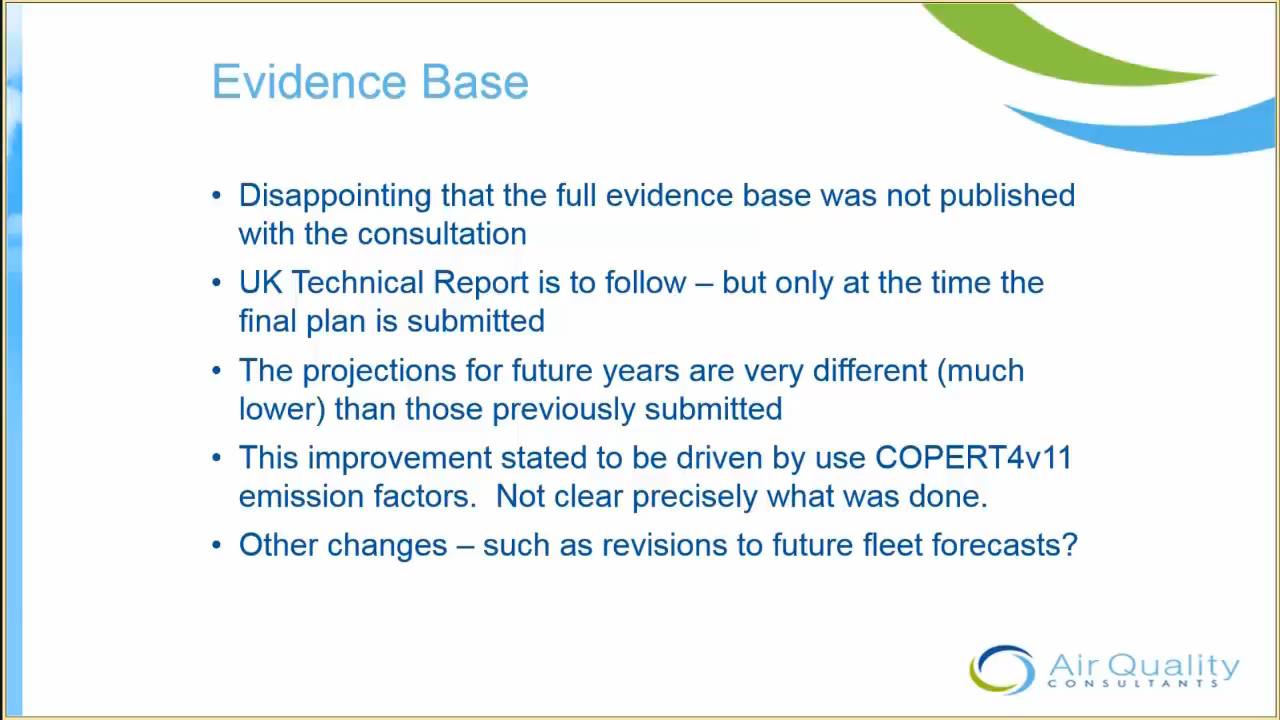 Evidence Base
• Disappointing that the full evidence base was not published
with the consultation
• UK Technical Report is to follow – but only at the time the
final plan is submitted
• The projections for future years are very different (much
lower) than those previously submitted
• This improvement stated to be driven by use COPERT4v11
emission factors.  Not clear precisely what was done.
• Other changes – such as revisions to future fleet forecasts?
Air Quality
CONSULTANTS